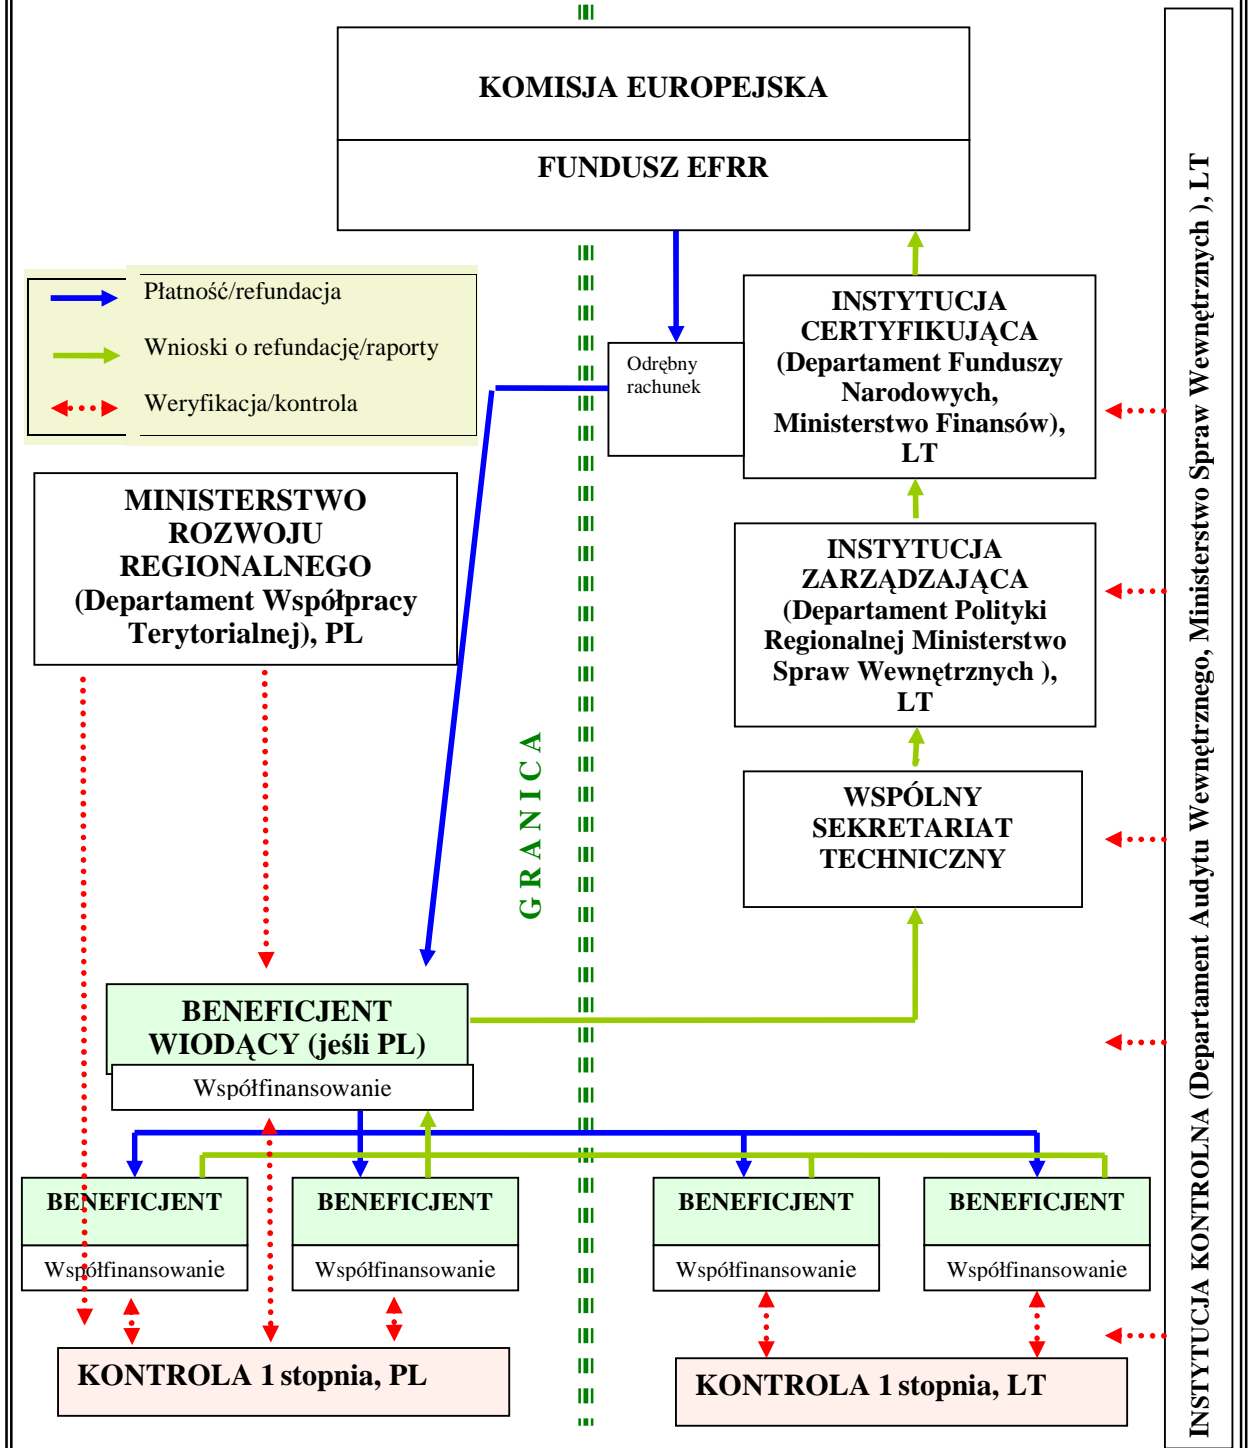 KOMISJA EUROPEJSKA
FUNDUSZ EFRR
Płatność/refundacja
Wnioski o refundację/raporty
Weryfikacja/kontrola
Odrębny
rachunek
INSTYTUCJA
CERTYFIKUJĄCA
(Departament Funduszy
Narodowych,
Ministerstwo Finansów),
LT
MINISTERSTWO
ROZWOJU
REGIONALNEGO
(Departament Współpracy
Terytorialnej), PL
INSTYTUCJA
ZARZĄDZAJĄCA
(Departament Polityki
Regionalnej Ministerstwo
Spraw Wewnętrznych ),
LT
GRANICA
WSPÓLNY
SEKRETARIAT
TECHNICZNY
BENEFICJENT
WIODĄCY (jeśli PL)
Współfinansowanie
BENEFICJENT
Współfinansowanie
BENEFICJENT
Współfinansowanie
BENEFICJENT
Współfinansowanie
BENEFICJENT
Współfinansowanie
KONTROLA 1 stopnia, PL
KONTROLA 1 stopnia, LT
INSTYTUCJA KONTROLNA (Departament Audytu Wewnętrznego, Ministerstwo Spraw Wewnętrznych ), LT